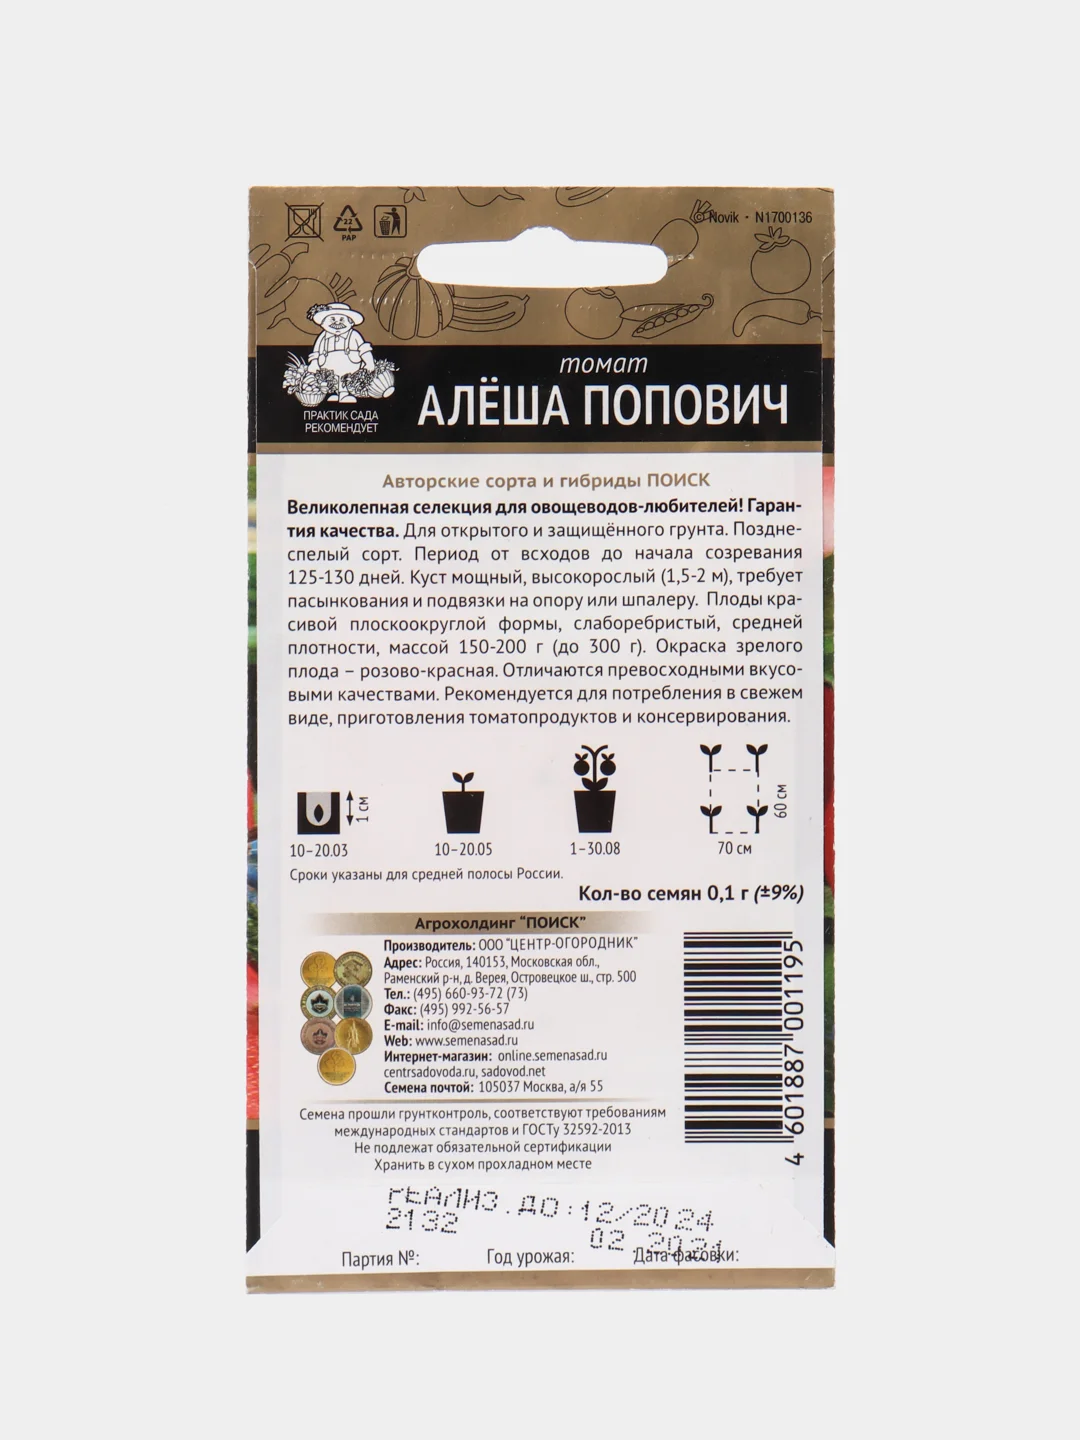 © Novik · N1700136
22
PAP
томат
АЛЁША ПОПОВИЧ
ПРАКТИК САДА
РЕКОМЕНДУЕТ
Авторские сорта и гибриды ПОИСК
Великолепная селекция для овощеводов-любителей! Гаран-
тия качества. Для открытого и защищённого грунта. Поздне-
спелый сорт. Период от всходов до начала созревания
125-130 дней. Куст мощный, высокорослый (1,5-2 м), требует
пасынкования и подвязки на опору или шпалеру. Плоды кра-
сивой плоскоокруглой формы, слаборебристый, средней
плотности, массой 150-200 г (до 300 г). Окраска зрелого
плода – розово-красная. Отличаются превосходными вкусо-
выми качествами. Рекомендуется для потребления в свежем
виде, приготовления томатопродуктов и консервирования.
1 см
60 см
10–20.03
10–20.05
1–30.08
70 см
Сроки указаны для средней полосы России.
Кол-во семян 0,1 г (±9%)
Агрохолдинг “ПОИСК”
Производитель: ООО “ЦЕНТР-ОГОРОДНИК”
Адрес: Россия, 140153, Московская обл.,
Раменский р-н, д. Верея, Островецкое ш., стр. 500
Тел.: (495) 660-93-72 (73)
Факс: (495) 992-56-57
E-mail: info@semenasad.ru
Web: www.semenasad.ru
Интернет-магазин: online.semenasad.ru
centrsadovoda.ru, sadovod.net
Семена почтой: 105037 Москва, а/я 55
4 601887 001195
Семена прошли грунтконтроль, соответствуют требованиям
международных стандартов и ГОСТу 32592-2013
Не подлежат обязательной сертификации
Хранить в сухом прохладном месте
РЕАЛИЗ. ДО: 12/2024
2132
02.2021
Партия №: Год урожая: Дата фасовки: